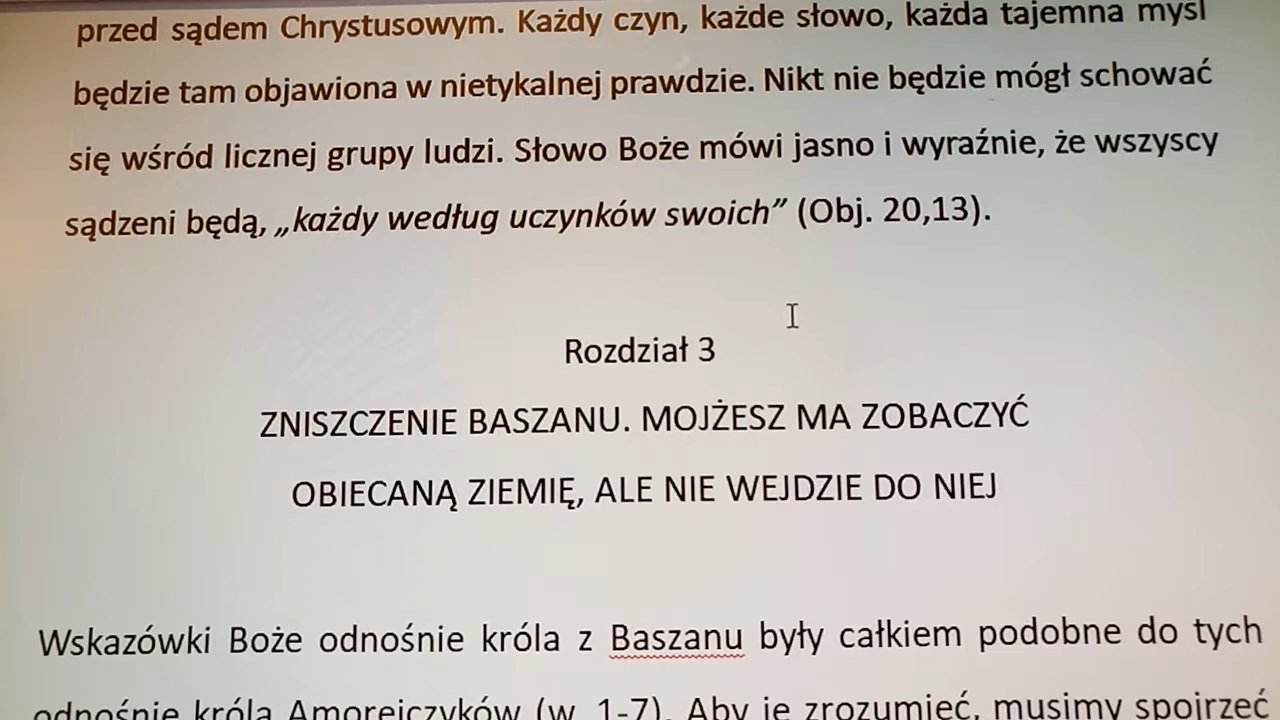 przed sądem Chrystusowym. Każdy czyn, każde słowo, każda tajemna myśl
będzie tam objawiona w nietykalnej prawdzie. Nikt nie będzie mógł schować
się wśród licznej grupy ludzi. Słowo Boże mówi jasno i wyraźnie, że wszyscy
sądzeni będą, „każdy według uczynków swoich” (Obj. 20,13).
Rozdział 3
ZNISZCZENIE BASZANU. MOJŻESZ MA ZOBACZYĆ
OBIECANĄ ZIEMIĘ, ALE NIE WEJDZIE DO NIEJ
Wskazówki Boże odnośnie króla z Baszanu były całkiem podobne do tych
odnośnie króla Amorejczyków (w. 1-7). Aby je zrozumieć, musimy spojrzeć